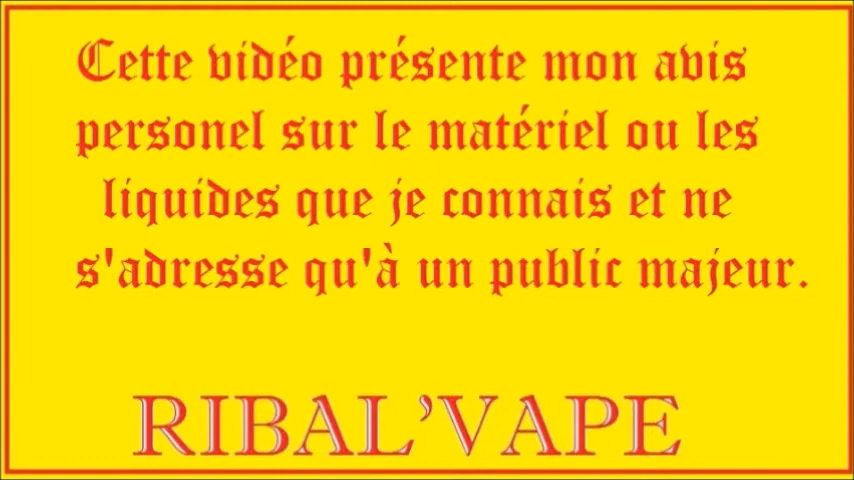 Cette vidéo présente mon avis
personel sur le matériel ou les
liquides que je connais et ne
s'adresse qu'à un public majeur.
RIBAL'VAPE